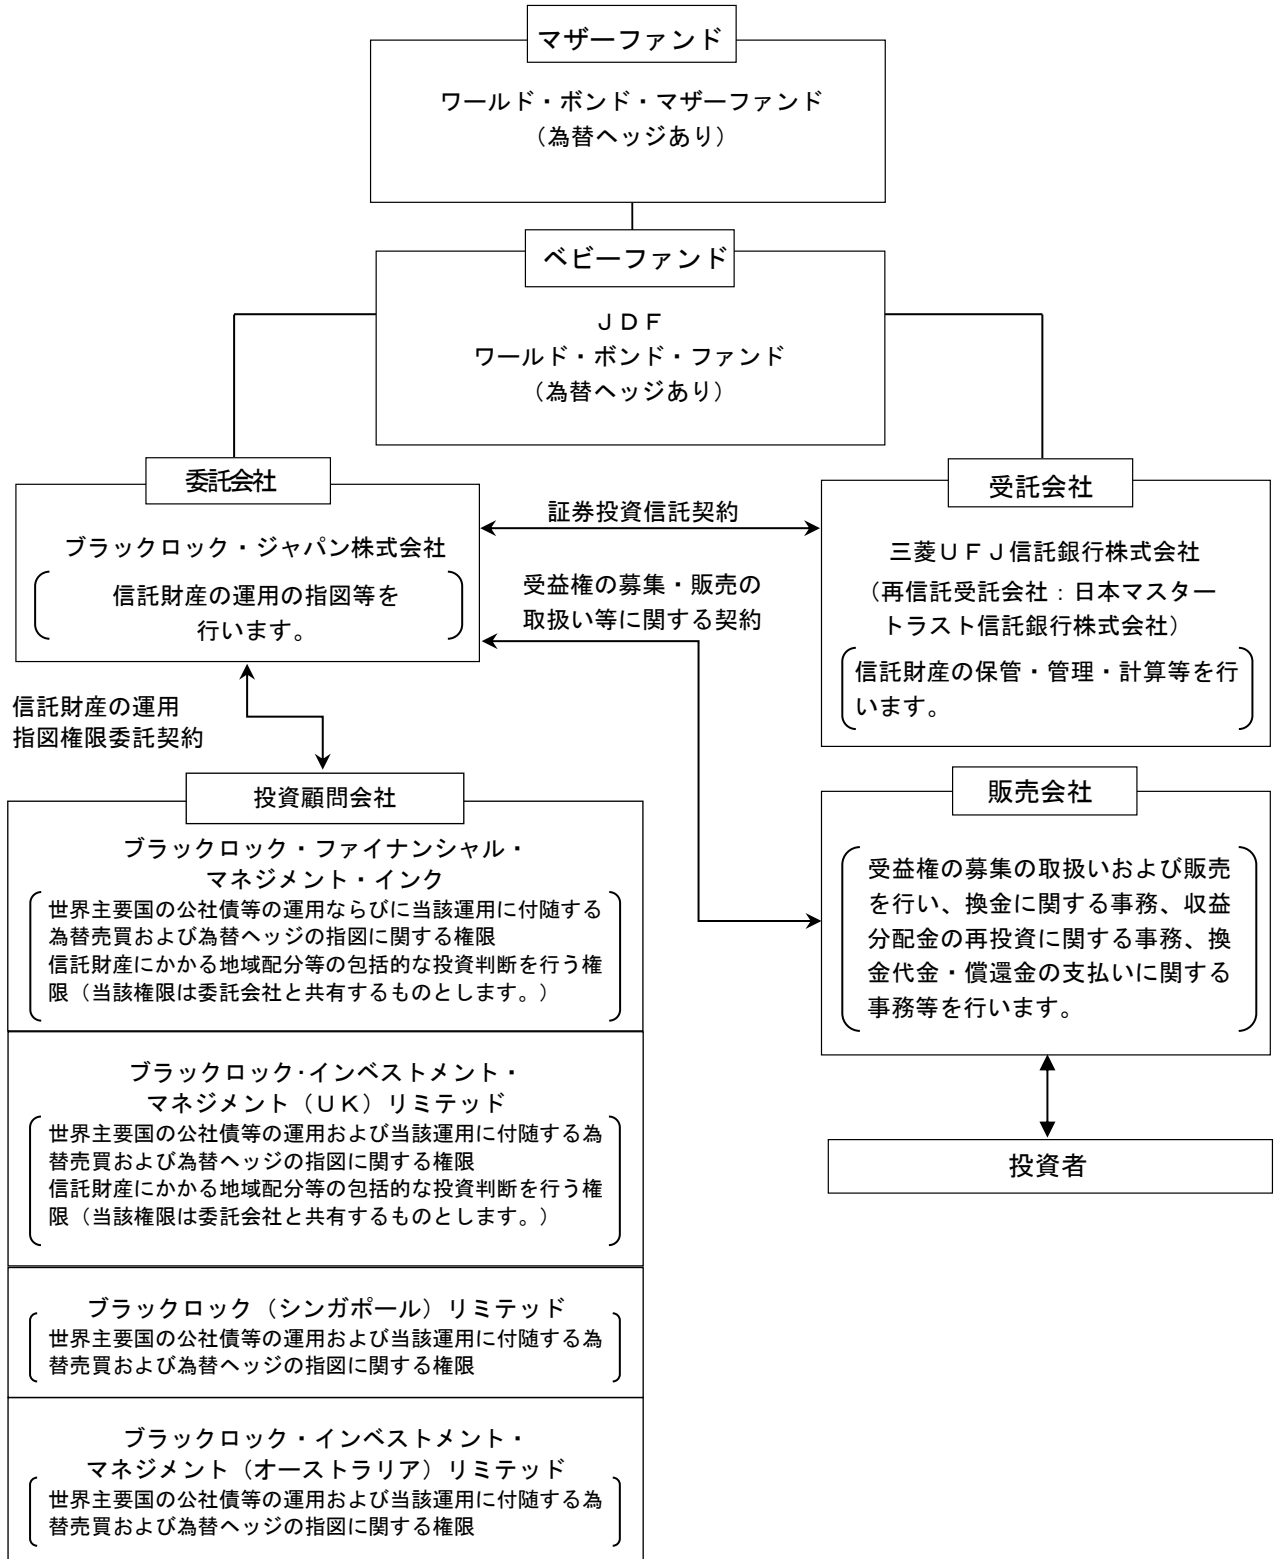 マザーファンド
ワールド・ボンド・マザーファンド
（為替ヘッジあり）
ベビーファンド
ＪＤＦ
ワールド・ボンド・ファンド
（為替ヘッジあり）
委託会社
ブラックロック・ジャパン株式会社
信託財産の運用の指図等を
行います。
証券投資信託契約
受益権の募集・販売の
取扱い等に関する契約
受託会社
三菱ＵＦＪ信託銀行株式会社
（再信託受託会社：日本マスター
トラスト信託銀行株式会社）
信託財産の保管・管理・計算等を行
います。
信託財産の運用
指図権限委託契約
投資顧問会社
ブラックロック・ファイナンシャル・
マネジメント・インク
世界主要国の公社債等の運用ならびに当該運用に付随する
為替売買および為替ヘッジの指図に関する権限
信託財産にかかる地域配分等の包括的な投資判断を行う権
限（当該権限は委託会社と共有するものとします。）
ブラックロック・インベストメント・
マネジメント（ＵＫ）リミテッド
世界主要国の公社債等の運用および当該運用に付随する為
替売買および為替ヘッジの指図に関する権限
信託財産にかかる地域配分等の包括的な投資判断を行う権
限（当該権限は委託会社と共有するものとします。）
ブラックロック（シンガポール）リミテッド
世界主要国の公社債等の運用および当該運用に付随する為
替売買および為替ヘッジの指図に関する権限
ブラックロック・インベストメント・
マネジメント（オーストラリア）リミテッド
世界主要国の公社債等の運用および当該運用に付随する為
替売買および為替ヘッジの指図に関する権限
販売会社
受益権の募集の取扱いおよび販売
を行い、換金に関する事務、収益
分配金の再投資に関する事務、換
金代金・償還金の支払いに関する
事務等を行います。
投資者